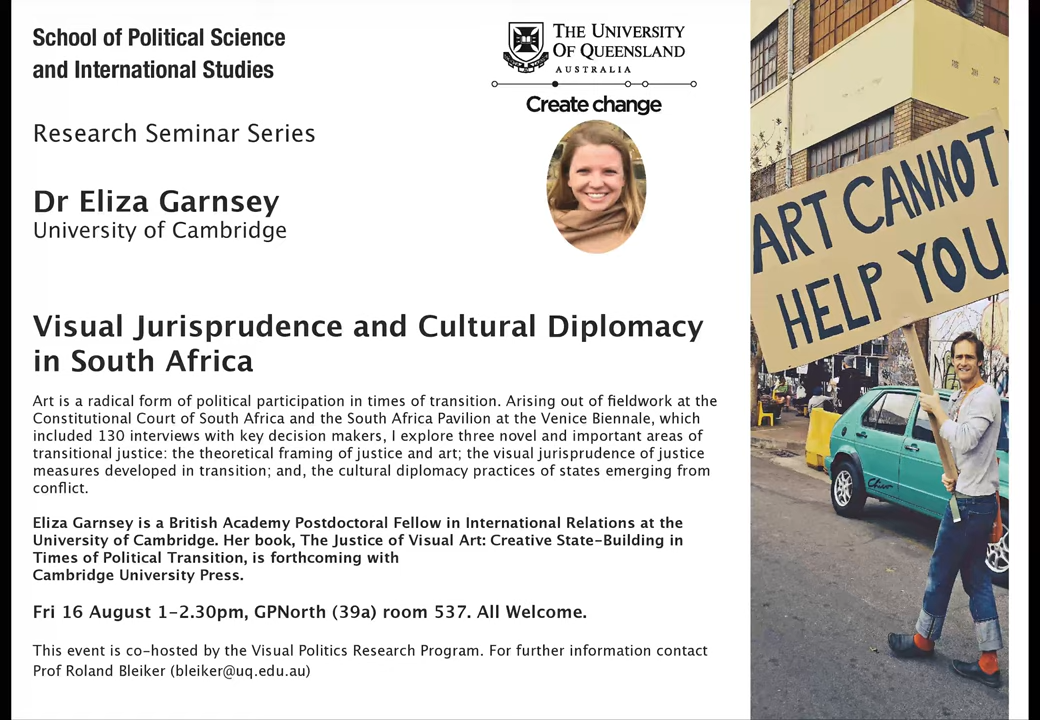 School of Political Science
and International Studies
THE UNIVERSITY
OF QUEENSLAND
AUSTRALIA
Create change
Research Seminar Series
Dr Eliza Garnsey
University of Cambridge
Visual Jurisprudence and Cultural Diplomacy
in South Africa
Art is a radical form of political participation in times of transition. Arising out of fieldwork at the
Constitutional Court of South Africa and the South Africa Pavilion at the Venice Biennale, which
included 130 interviews with key decision makers, I explore three novel and important areas of
transitional justice: the theoretical framing of justice and art; the visual jurisprudence of justice
measures developed in transition; and, the cultural diplomacy practices of states emerging from
conflict.
Eliza Garnsey is a British Academy Postdoctoral Fellow in International Relations at the
University of Cambridge. Her book, The Justice of Visual Art: Creative State-Building in
Times of Political Transition, is forthcoming with
Cambridge University Press.
Fri 16 August 1-2.30pm, GPNorth (39a) room 537. All Welcome.
This event is co-hosted by the Visual Politics Research Program. For further information contact
Prof Roland Bleiker (bleiker@uq.edu.au)
ART CANNOT
HELP YOU
Chico